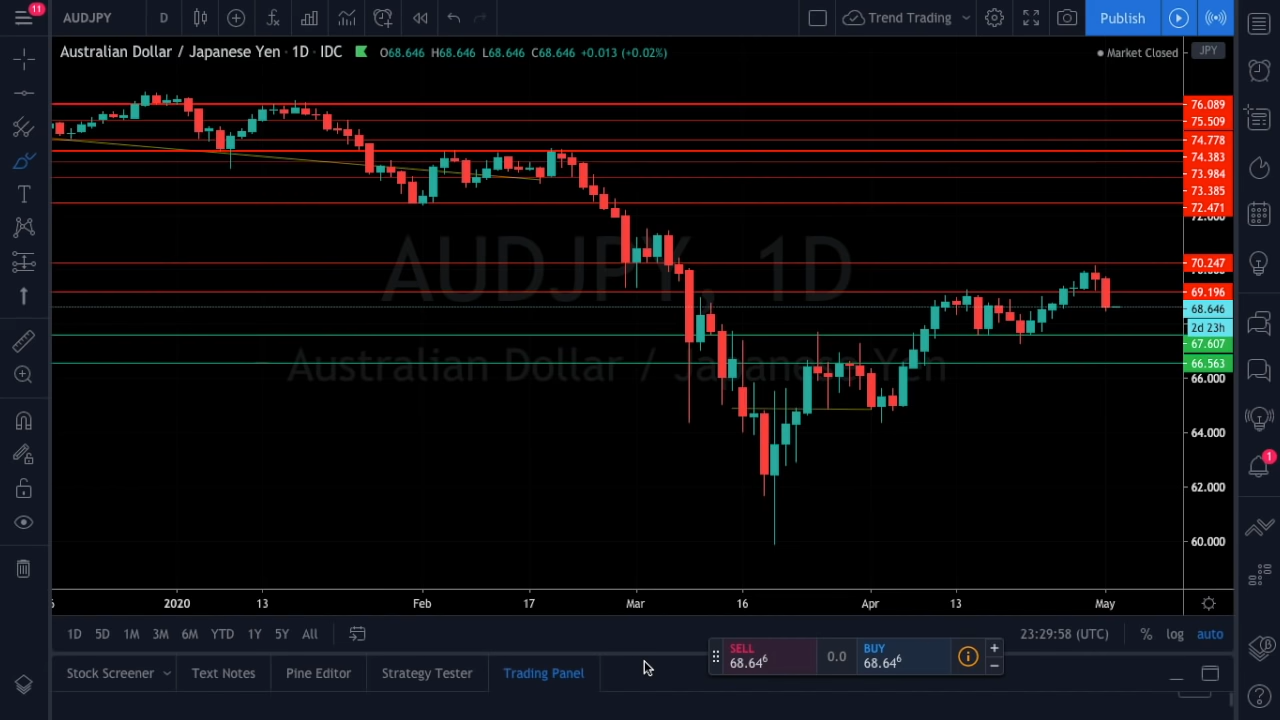 11
AUDJPY D Trend Trading Publish
Australian Dollar / Japanese Yen · 1D · IDC O68.646 H68.646 L68.646 C68.646 +0.013 (+0.02%) Market Closed JPY
76.089
75.509
74.778
74.383
73.984
73.385
72.471
72.000
70.247
69.196
68.646
2d 23h
67.607
66.563
66.000
64.000
62.000
60.000
AUDJPY, 1D
Australian Dollar / Japanese Yen
2020 13 Feb 17 Mar 16 Apr 13 May
1D 5D 1M 3M 6M YTD 1Y 5Y All 23:29:58 (UTC) % log auto
SELL 68.646 0.0 BUY 68.646
Stock Screener Text Notes Pine Editor Strategy Tester Trading Panel
1